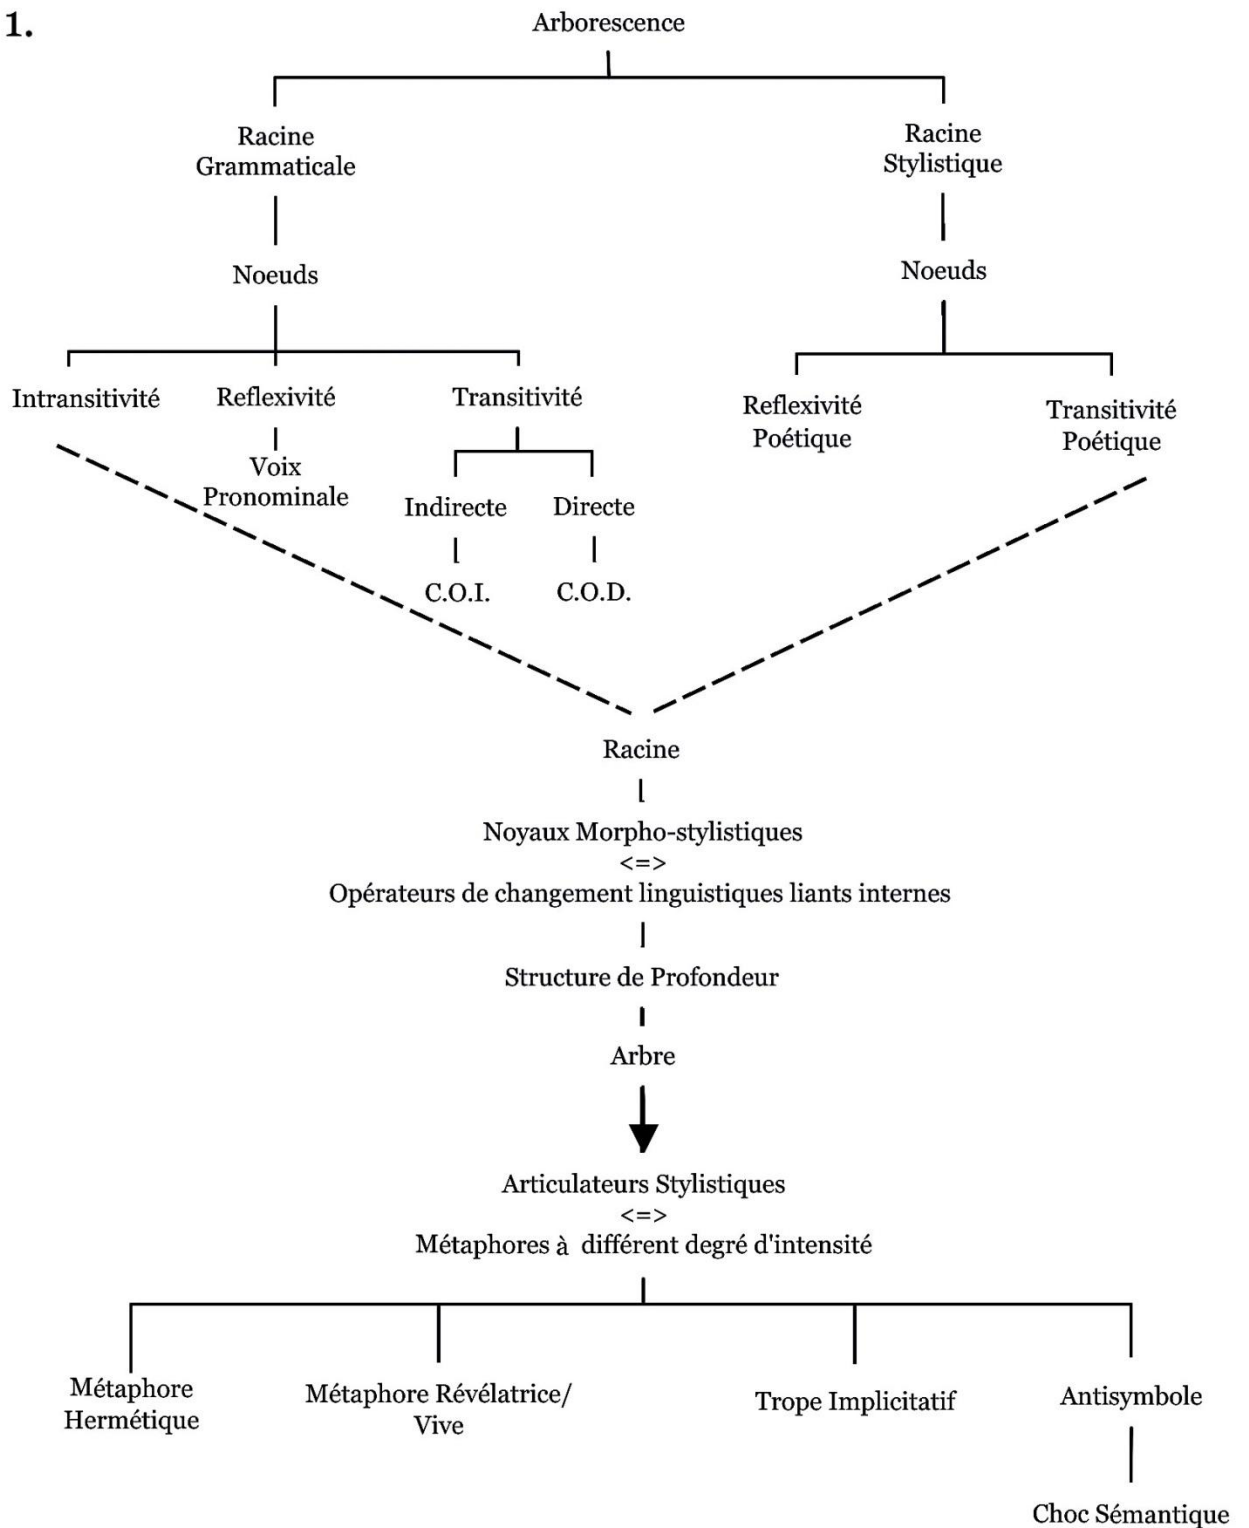 1.
Arborescence
Racine
Grammaticale
Racine
Stylistique
Noeuds
Noeuds
Intransitivité
Reflexivité
Transitivité
Reflexivité
Poétique
Transitivité
Poétique
Voix
Pronominale
Indirecte
Directe
C.O.I.
C.O.D.
Racine
Noyaux Morpho-stylistiques
<=>
Opérateurs de changement linguistiques liants internes
Structure de Profondeur
Arbre
Articulateurs Stylistiques
<=>
Métaphores à différent degré d'intensité
Métaphore
Hermétique
Métaphore Révélatrice/
Vive
Trope Implicitatif
Antisymbole
Choc Sémantique